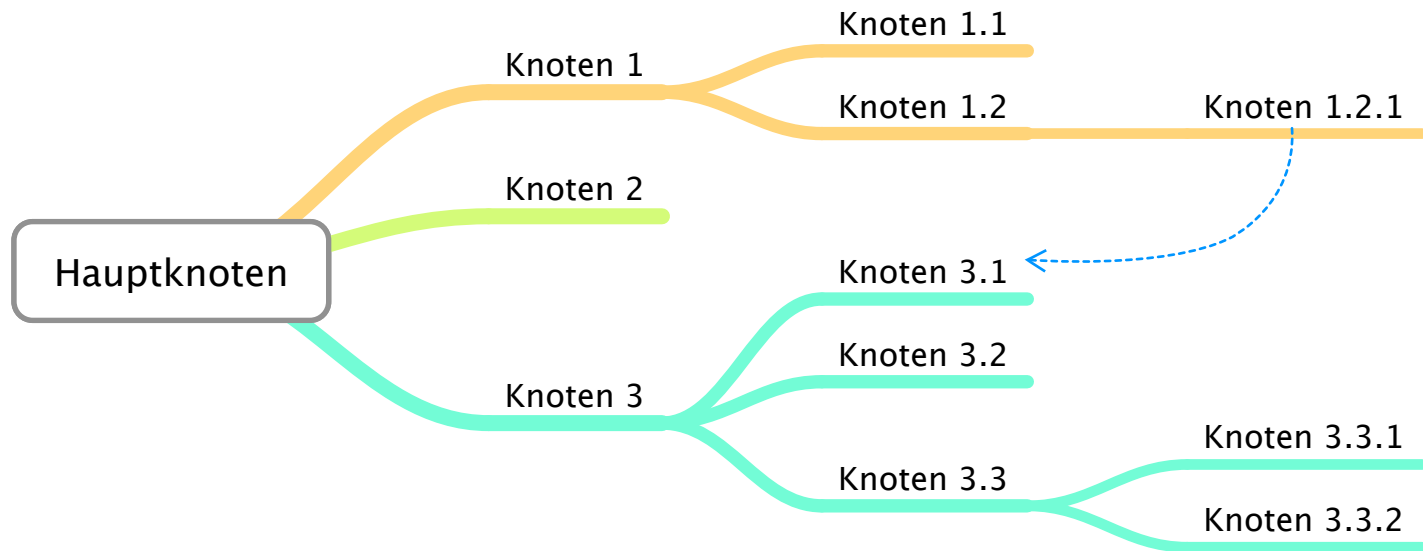 Hauptknoten
Knoten 1
Knoten 1.1
Knoten 1.2
Knoten 1.2.1
Knoten 2
Knoten 3
Knoten 3.1
Knoten 3.2
Knoten 3.3
Knoten 3.3.1
Knoten 3.3.2